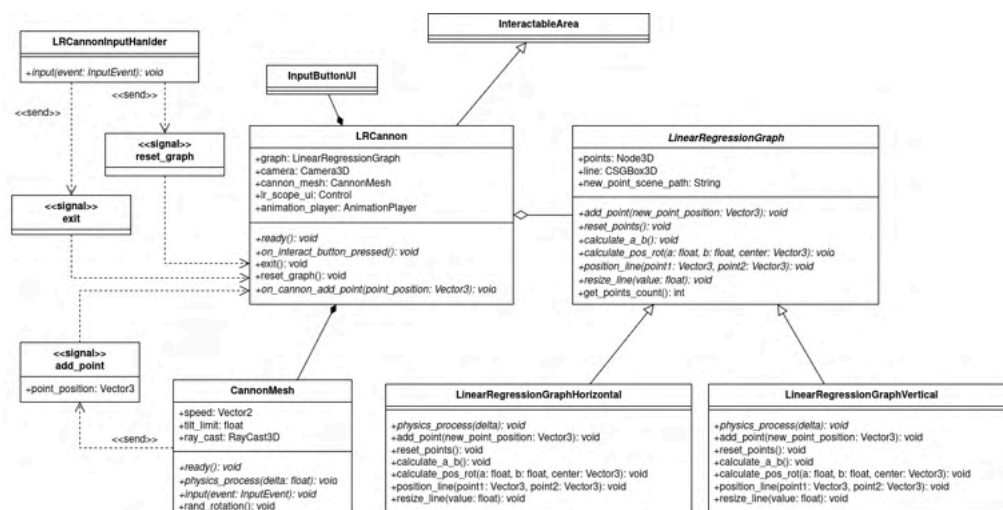 InteractableArea
LRCannonInputHanlder
+input(event: InputEvent): void
InputButtonUI
<<send>>
<<send>>
<<signal>>
reset_graph
<<signal>>
exit
LRCannon
+graph: LinearRegressionGraph
+camera: Camera3D
+cannon_mesh: CannonMesh
+lr_scope_ui: Control
+animation_player: AnimationPlayer
+ready(): void
+on_interact_button_pressed(): void
+exit(): void
+reset_graph(): void
+on_cannon_add_point(point_position: Vector3): void
LinearRegressionGraph
+points: Node3D
+line: CSGBox3D
+new_point_scene_path: String
+add_point(new_point_position: Vector3): void
+reset_points(): void
+calculate_a_b(): void
+calculate_pos_rot(a: float, b: float, center: Vector3): void
+position_line(point1: Vector3, point2: Vector3): void
+resize_line(value: float): void
+get_points_count(): int
<<signal>>
add_point
+point_position: Vector3
<<send>>
CannonMesh
+speed: Vector2
+tilt_limit: float
+ray_cast: RayCast3D
+ready(): void
+physics_process(delta: float): void
+input(event: InputEvent): void
+rand_rotation(): void
LinearRegressionGraphHorizontal
+physics_process(delta): void
+add_point(new_point_position: Vector3): void
+reset_points(): void
+calculate_a_b(): void
+calculate_pos_rot(a: float, b: float, center: Vector3): void
+position_line(point1: Vector3, point2: Vector3): void
+resize_line(value: float): void
LinearRegressionGraphVertical
+physics_process(delta): void
+add_point(new_point_position: Vector3): void
+reset_points(): void
+calculate_a_b(): void
+calculate_pos_rot(a: float, b: float, center: Vector3): void
+position_line(point1: Vector3, point2: Vector3): void
+resize_line(value: float): void